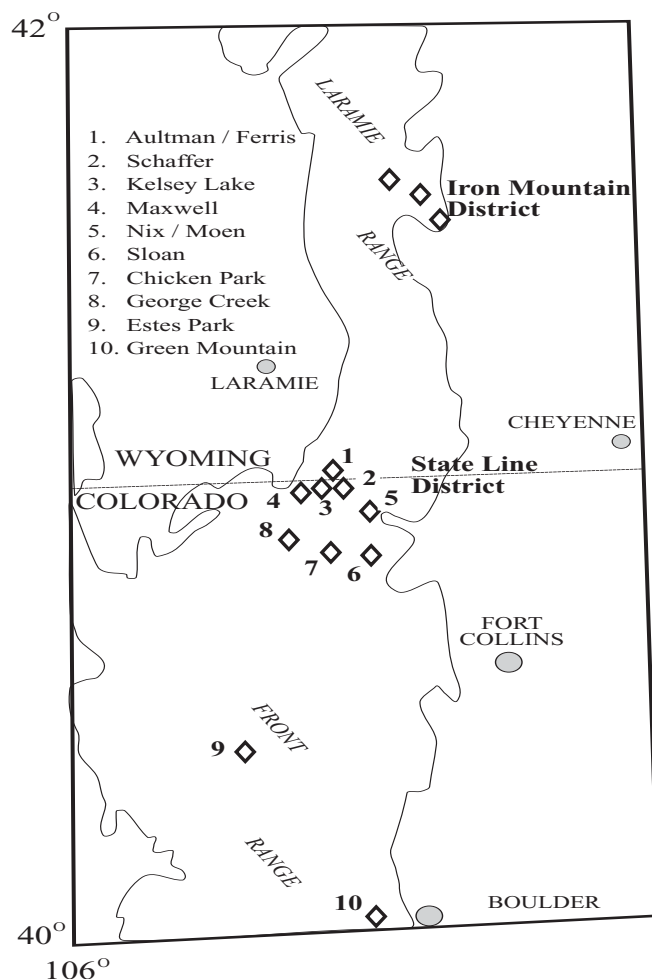 42°
LARAMIE
RANGE
1. Aultman / Ferris
2. Schaffer
3. Kelsey Lake
4. Maxwell
5. Nix / Moen
6. Sloan
7. Chicken Park
8. George Creek
9. Estes Park
10. Green Mountain
Iron Mountain
District
LARAMIE
CHEYENNE
WYOMING
COLORADO
State Line
District
1
2
3
4
5
8
7
6
FORT
COLLINS
FRONT
RANGE
9
10
BOULDER
40°
106°